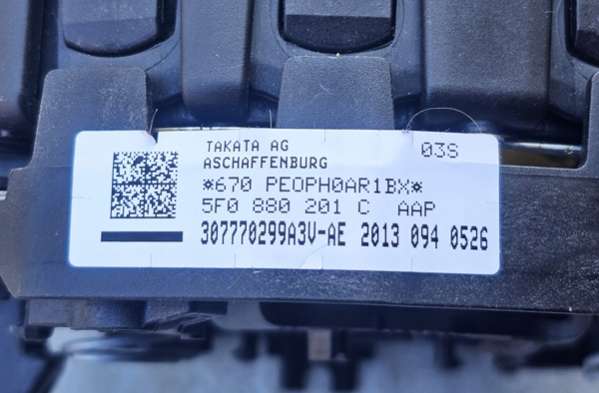 TAKATA AG 03S
ASCHAFFENBURG
*670 PEOPH0AR1BX*
5F0 880 201 C AAP
307770299A3V-AE 2013 094 0526